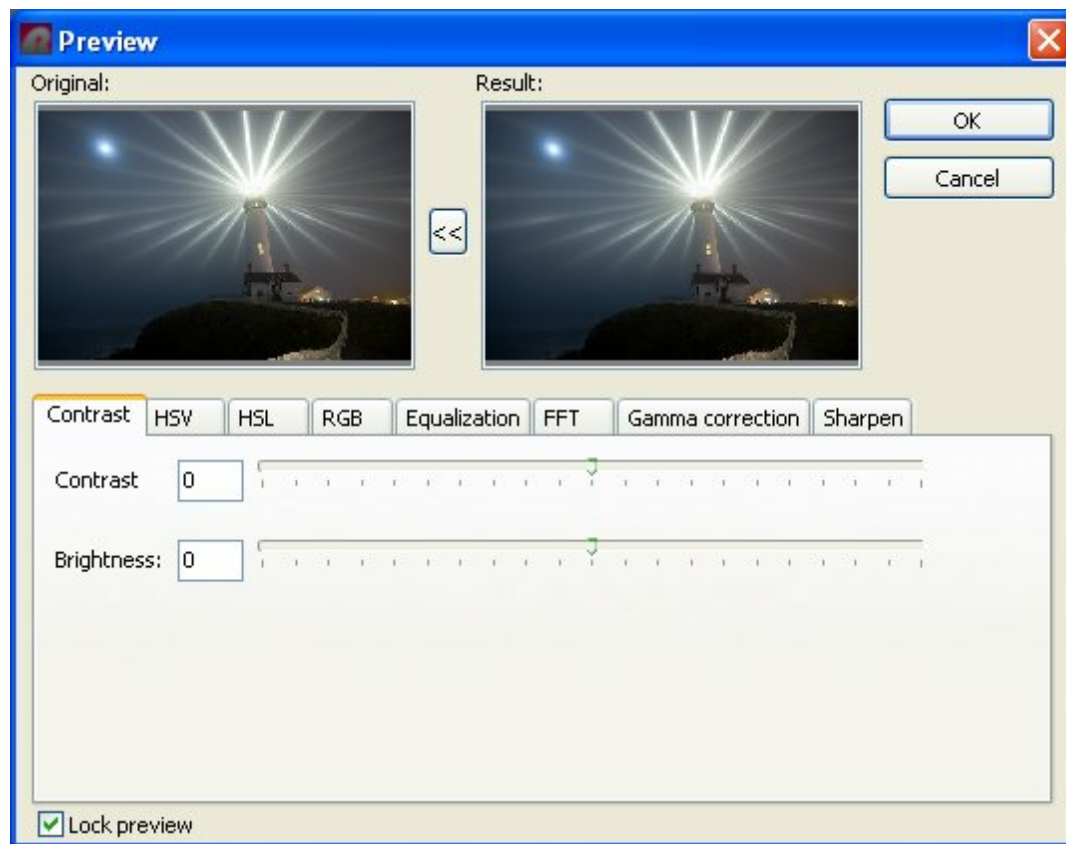 Preview
Original:
Result:
OK
Cancel
<<
Contrast HSV HSL RGB Equalization FFT Gamma correction Sharpen
Contrast 0
Brightness: 0
Lock preview